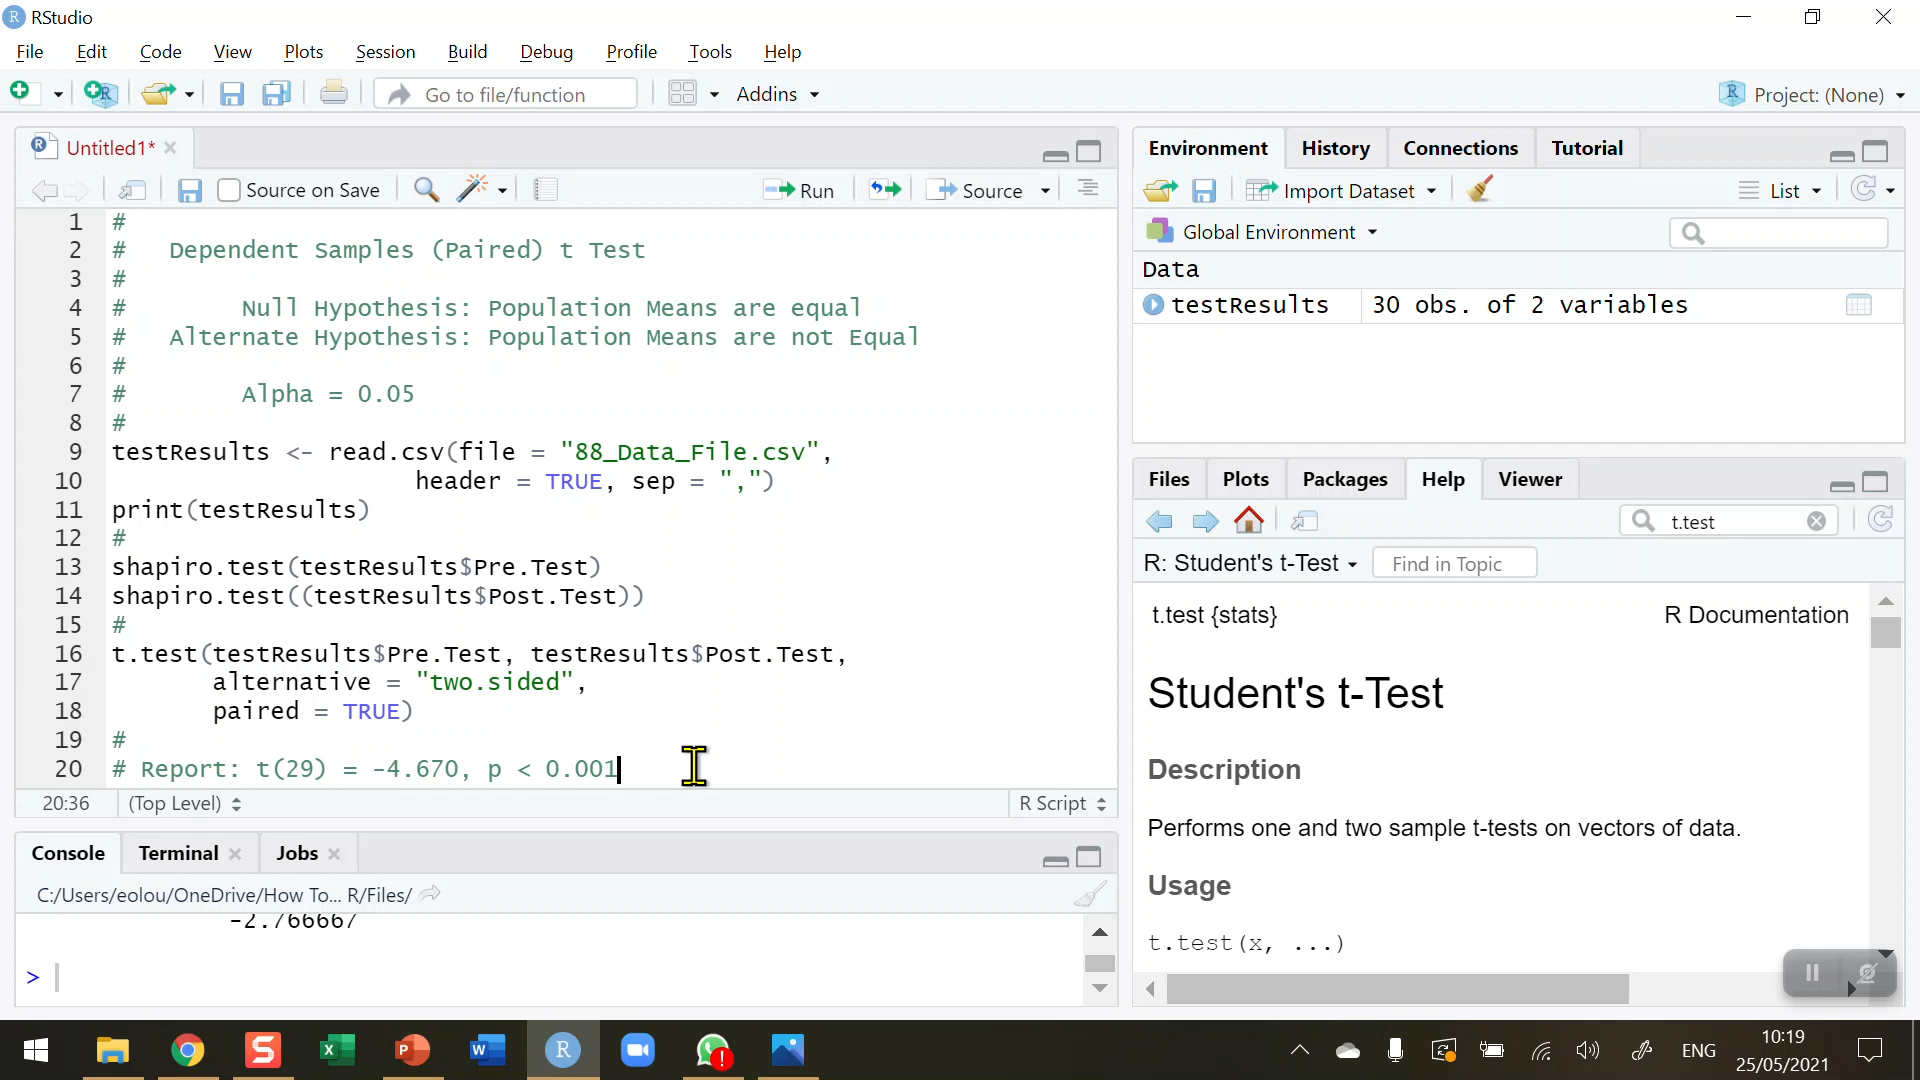 RStudio
File Edit Code View Plots Session Build Debug Profile Tools Help
Go to file/function Addins Project: (None)
Untitled1*
Source on Save Run Source
1 #
2 #   Dependent Samples (Paired) t Test
3 #
4 #        Null Hypothesis: Population Means are equal
5 #   Alternate Hypothesis: Population Means are not Equal
6 #
7 #        Alpha = 0.05
8 #
9 testResults <- read.csv(file = "88_Data_File.csv",
10                      header = TRUE, sep = ",")
11 print(testResults)
12 #
13 shapiro.test(testResults$Pre.Test)
14 shapiro.test((testResults$Post.Test))
15 #
16 t.test(testResults$Pre.Test, testResults$Post.Test,
17        alternative = "two.sided",
18        paired = TRUE)
19 #
20 # Report: t(29) = -4.670, p < 0.001
20:36 (Top Level) R Script
Console Terminal Jobs
C:/Users/eolou/OneDrive/How To... R/Files/
-2.766667
>
Environment History Connections Tutorial
Import Dataset List
Global Environment
Data
testResults 30 obs. of 2 variables
Files Plots Packages Help Viewer
t.test
R: Student's t-Test Find in Topic
t.test {stats} R Documentation
Student's t-Test
Description
Performs one and two sample t-tests on vectors of data.
Usage
t.test(x, ...)
ENG 10:19
25/05/2021